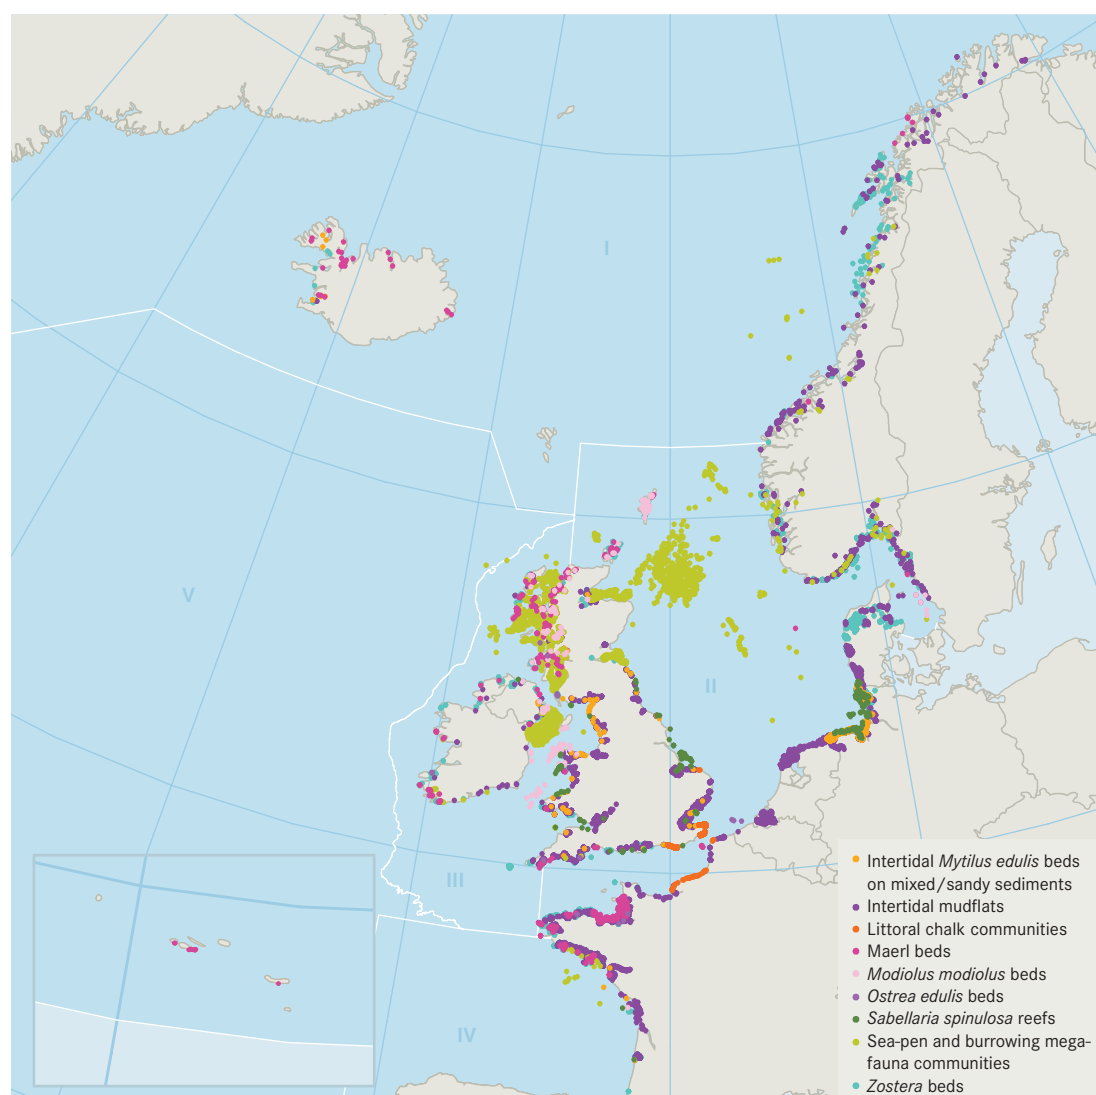 I
V
II
III
IV
Intertidal Mytilus edulis beds
on mixed/sandy sediments
Intertidal mudflats
Littoral chalk communities
Maerl beds
Modiolus modiolus beds
Ostrea edulis beds
Sabellaria spinulosa reefs
Sea-pen and burrowing mega-
fauna communities
Zostera beds